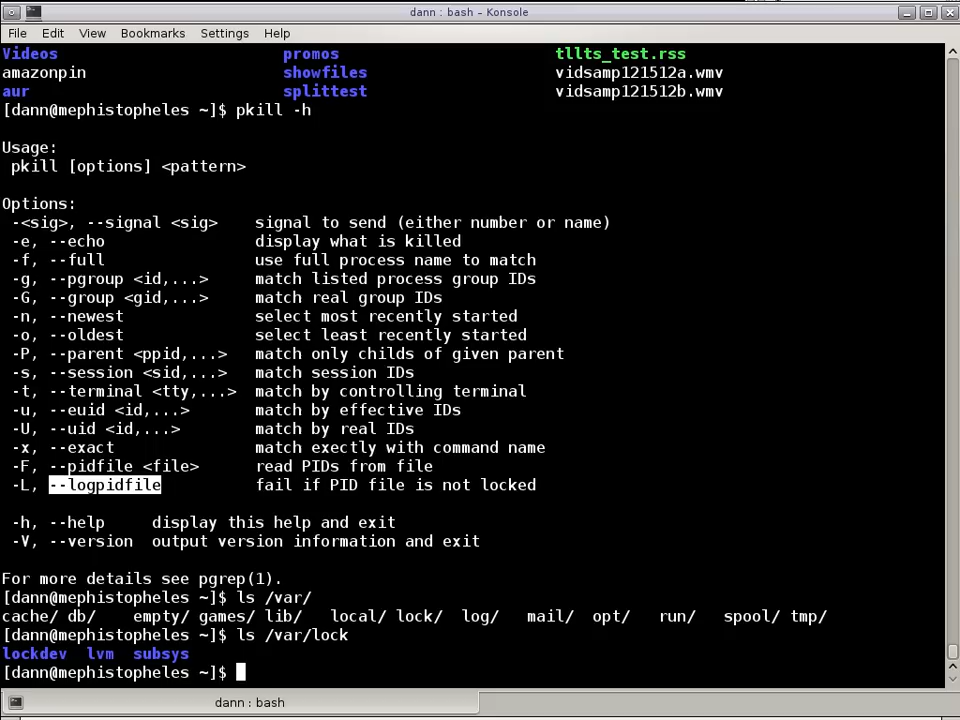 dann : bash - Konsole
File Edit View Bookmarks Settings Help
Videos promos tllts_test.rss
amazonpin showfiles vidsamp121512a.wmv
aur splittest vidsamp121512b.wmv
[dann@mephistopheles ~]$ pkill -h
Usage:
pkill [options] <pattern>
Options:
-<sig>, --signal <sig> signal to send (either number or name)
-e, --echo display what is killed
-f, --full use full process name to match
-g, --pgroup <id,...> match listed process group IDs
-G, --group <gid,...> match real group IDs
-n, --newest select most recently started
-o, --oldest select least recently started
-P, --parent <ppid,...> match only childs of given parent
-s, --session <sid,...> match session IDs
-t, --terminal <tty,...> match by controlling terminal
-u, --euid <id,...> match by effective IDs
-U, --uid <id,...> match by real IDs
-x, --exact match exectly with command name
-F, --pidfile <file> read PIDs from file
-L, --logpidfile fail if PID file is not locked
-h, --help display this help and exit
-V, --version output version information and exit
For more details see pgrep(1).
[dann@mephistopheles ~]$ ls /var/
cache/ db/ empty/ games/ lib/ local/ lock/ log/ mail/ opt/ run/ spool/ tmp/
[dann@mephistopheles ~]$ ls /var/lock
lockdev lvm subsys
[dann@mephistopheles ~]$
dann : bash